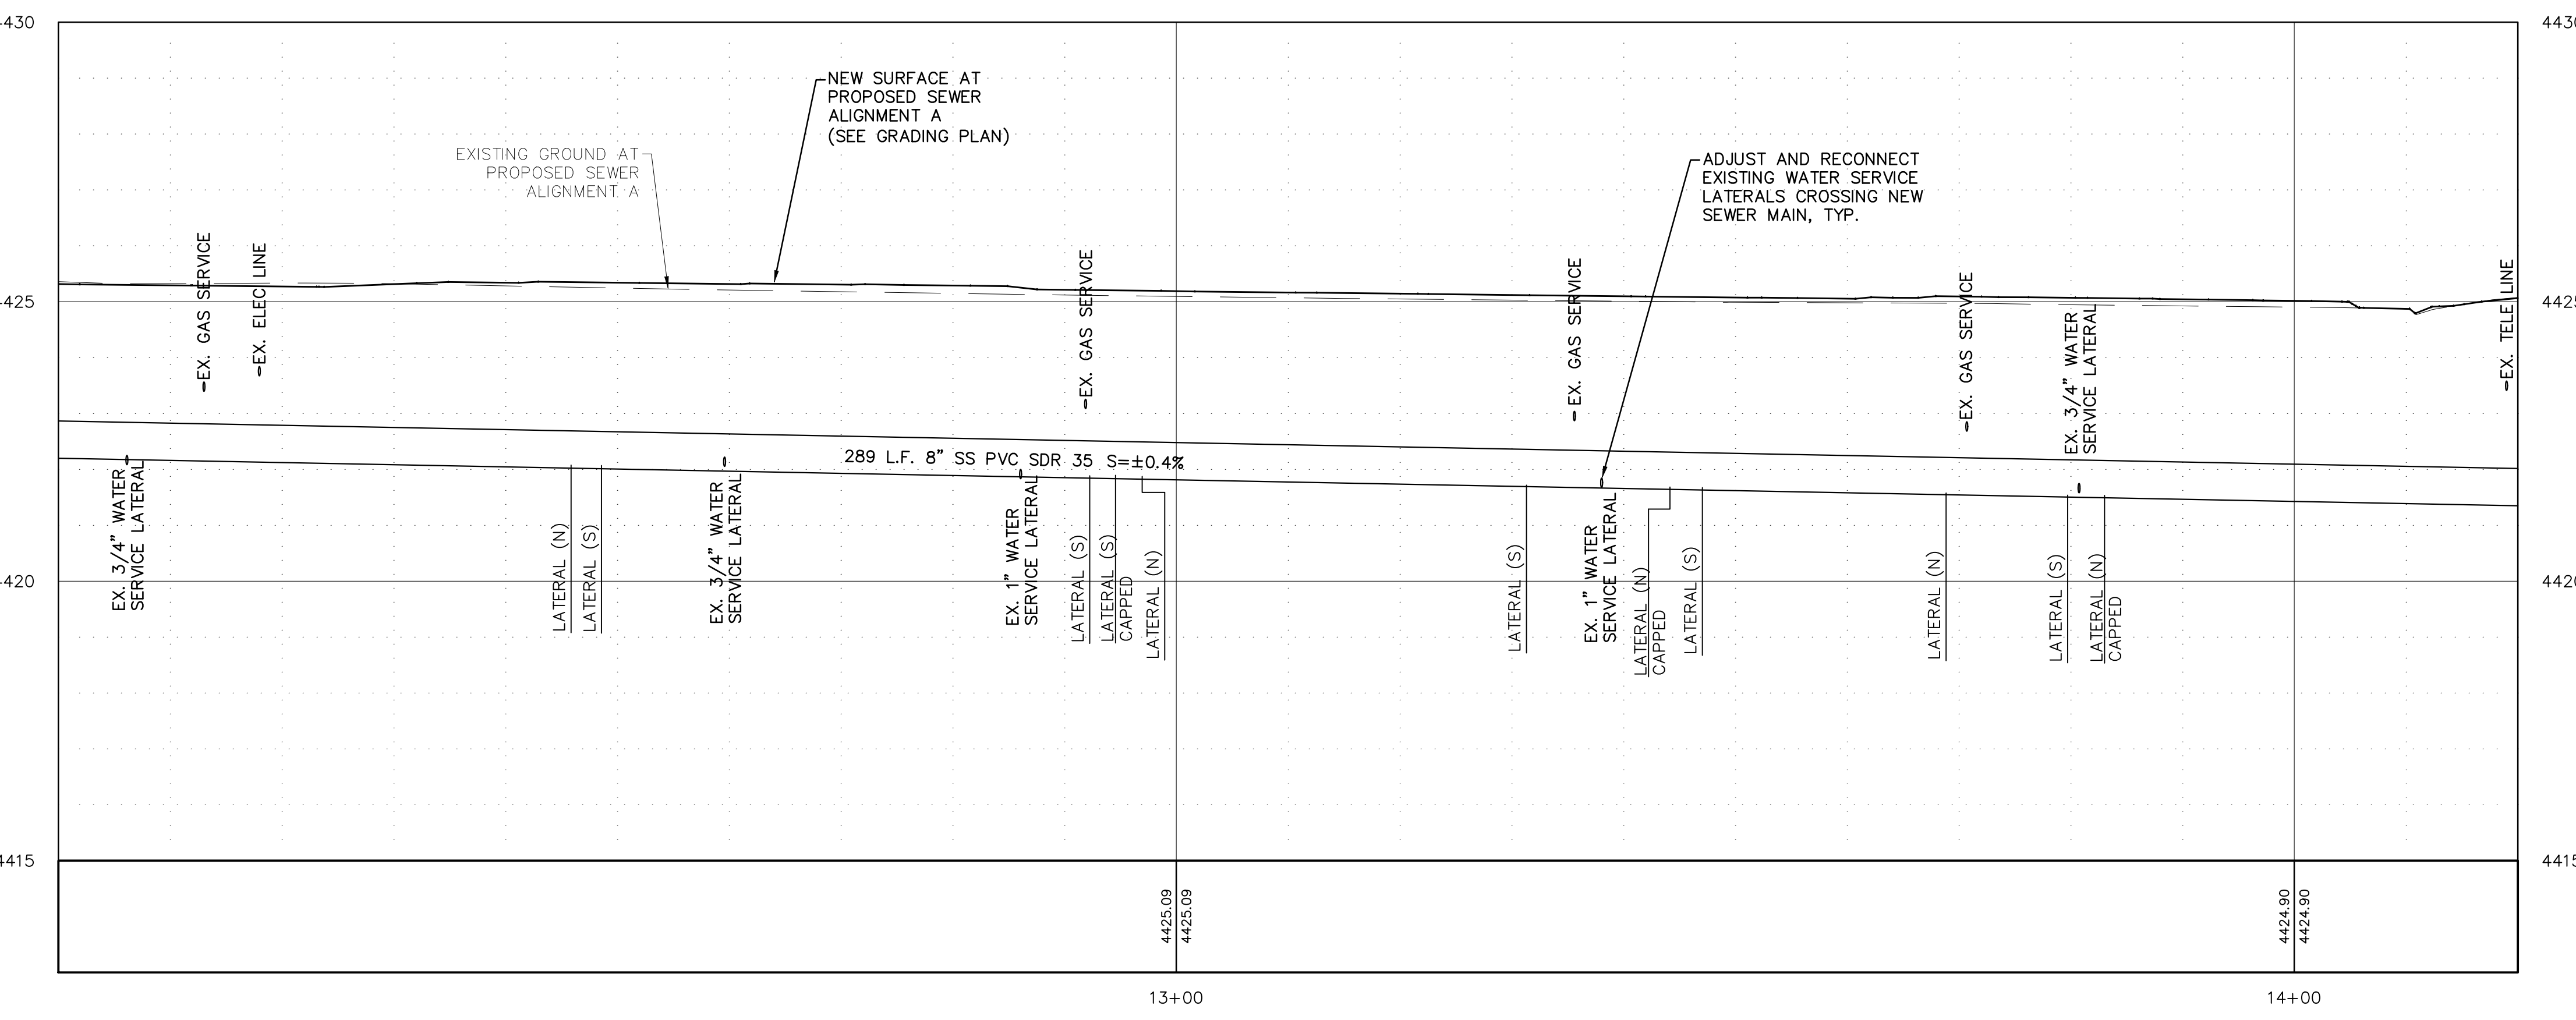 4430
4430
NEW SURFACE AT
PROPOSED SEWER
ALIGNMENT A
(SEE GRADING PLAN)
EXISTING GROUND AT
PROPOSED SEWER
ALIGNMENT A
ADJUST AND RECONNECT
EXISTING WATER SERVICE
LATERALS CROSSING NEW
SEWER MAIN, TYP.
EX. GAS SERVICE
EX. ELEC LINE
EX. GAS SERVICE
EX. GAS SERVICE
EX. GAS SERVICE
EX. 3/4" WATER
SERVICE LATERAL
EX. TELE LINE
4425
4425
289 L.F. 8" SS PVC SDR 35 S=±0.4%
EX. 3/4" WATER
SERVICE LATERAL
LATERAL (N)
LATERAL (S)
EX. 3/4" WATER
SERVICE LATERAL
EX. 1" WATER
SERVICE LATERAL
LATERAL (S)
LATERAL (S)
CAPPED
LATERAL (N)
LATERAL (S)
EX. 1" WATER
SERVICE LATERAL
LATERAL (N)
CAPPED
LATERAL (S)
LATERAL (N)
LATERAL (S)
LATERAL (N)
CAPPED
4420
4420
4415
4415
4425.09
4425.09
4424.90
4424.90
13+00
14+00